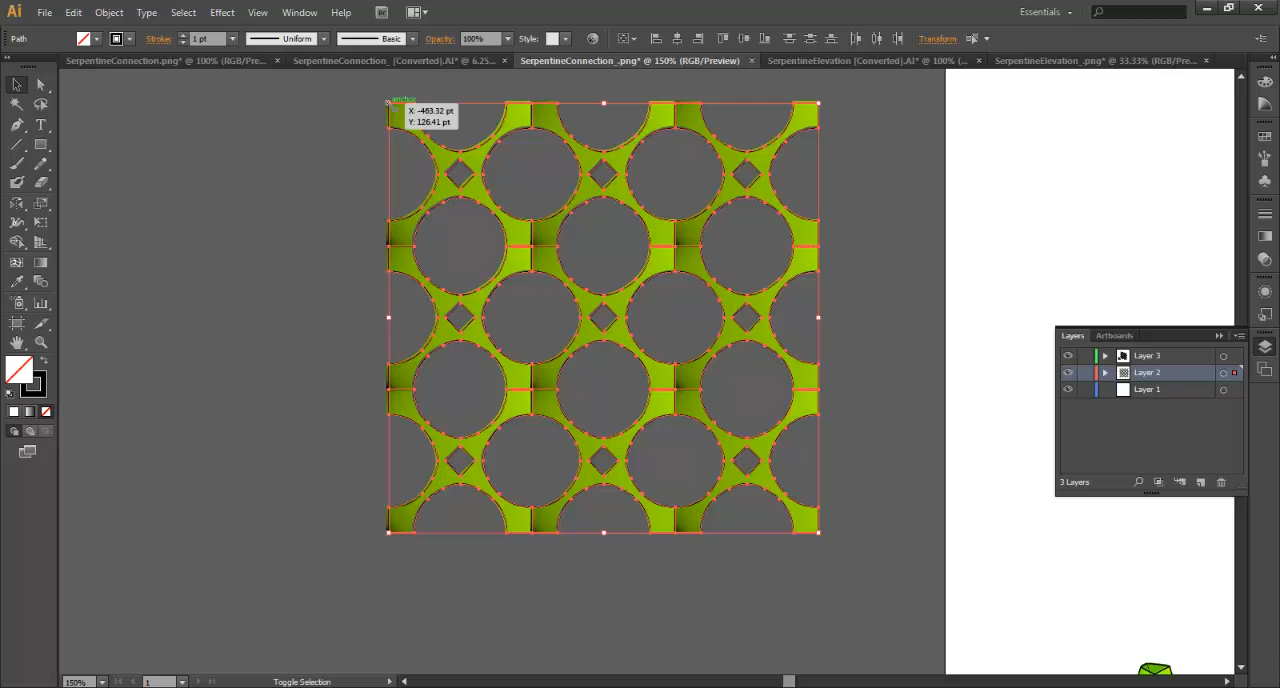 Ai File Edit Object Type Select Effect View Window Help Br Essentials
Path Stroke: 1 pt Uniform Basic Opacity: 100% Style: Transform
SerpentineConnection.png* @ 100% (RGB/Pre... × SerpentineConnection_ [Converted].AI* @ 6.25... × SerpentineConnection_.png* @ 150% (RGB/Preview) × SerpentineElevation [Converted].AI* @ 100% (... × SerpentineElevation_.png* @ 33.33% (RGB/Pre... ×
anchor
X: -463.32 pt
Y: 126.41 pt
Layers Artboards
Layer 3
Layer 2
Layer 1
3 Layers
150% 1 Toggle Selection